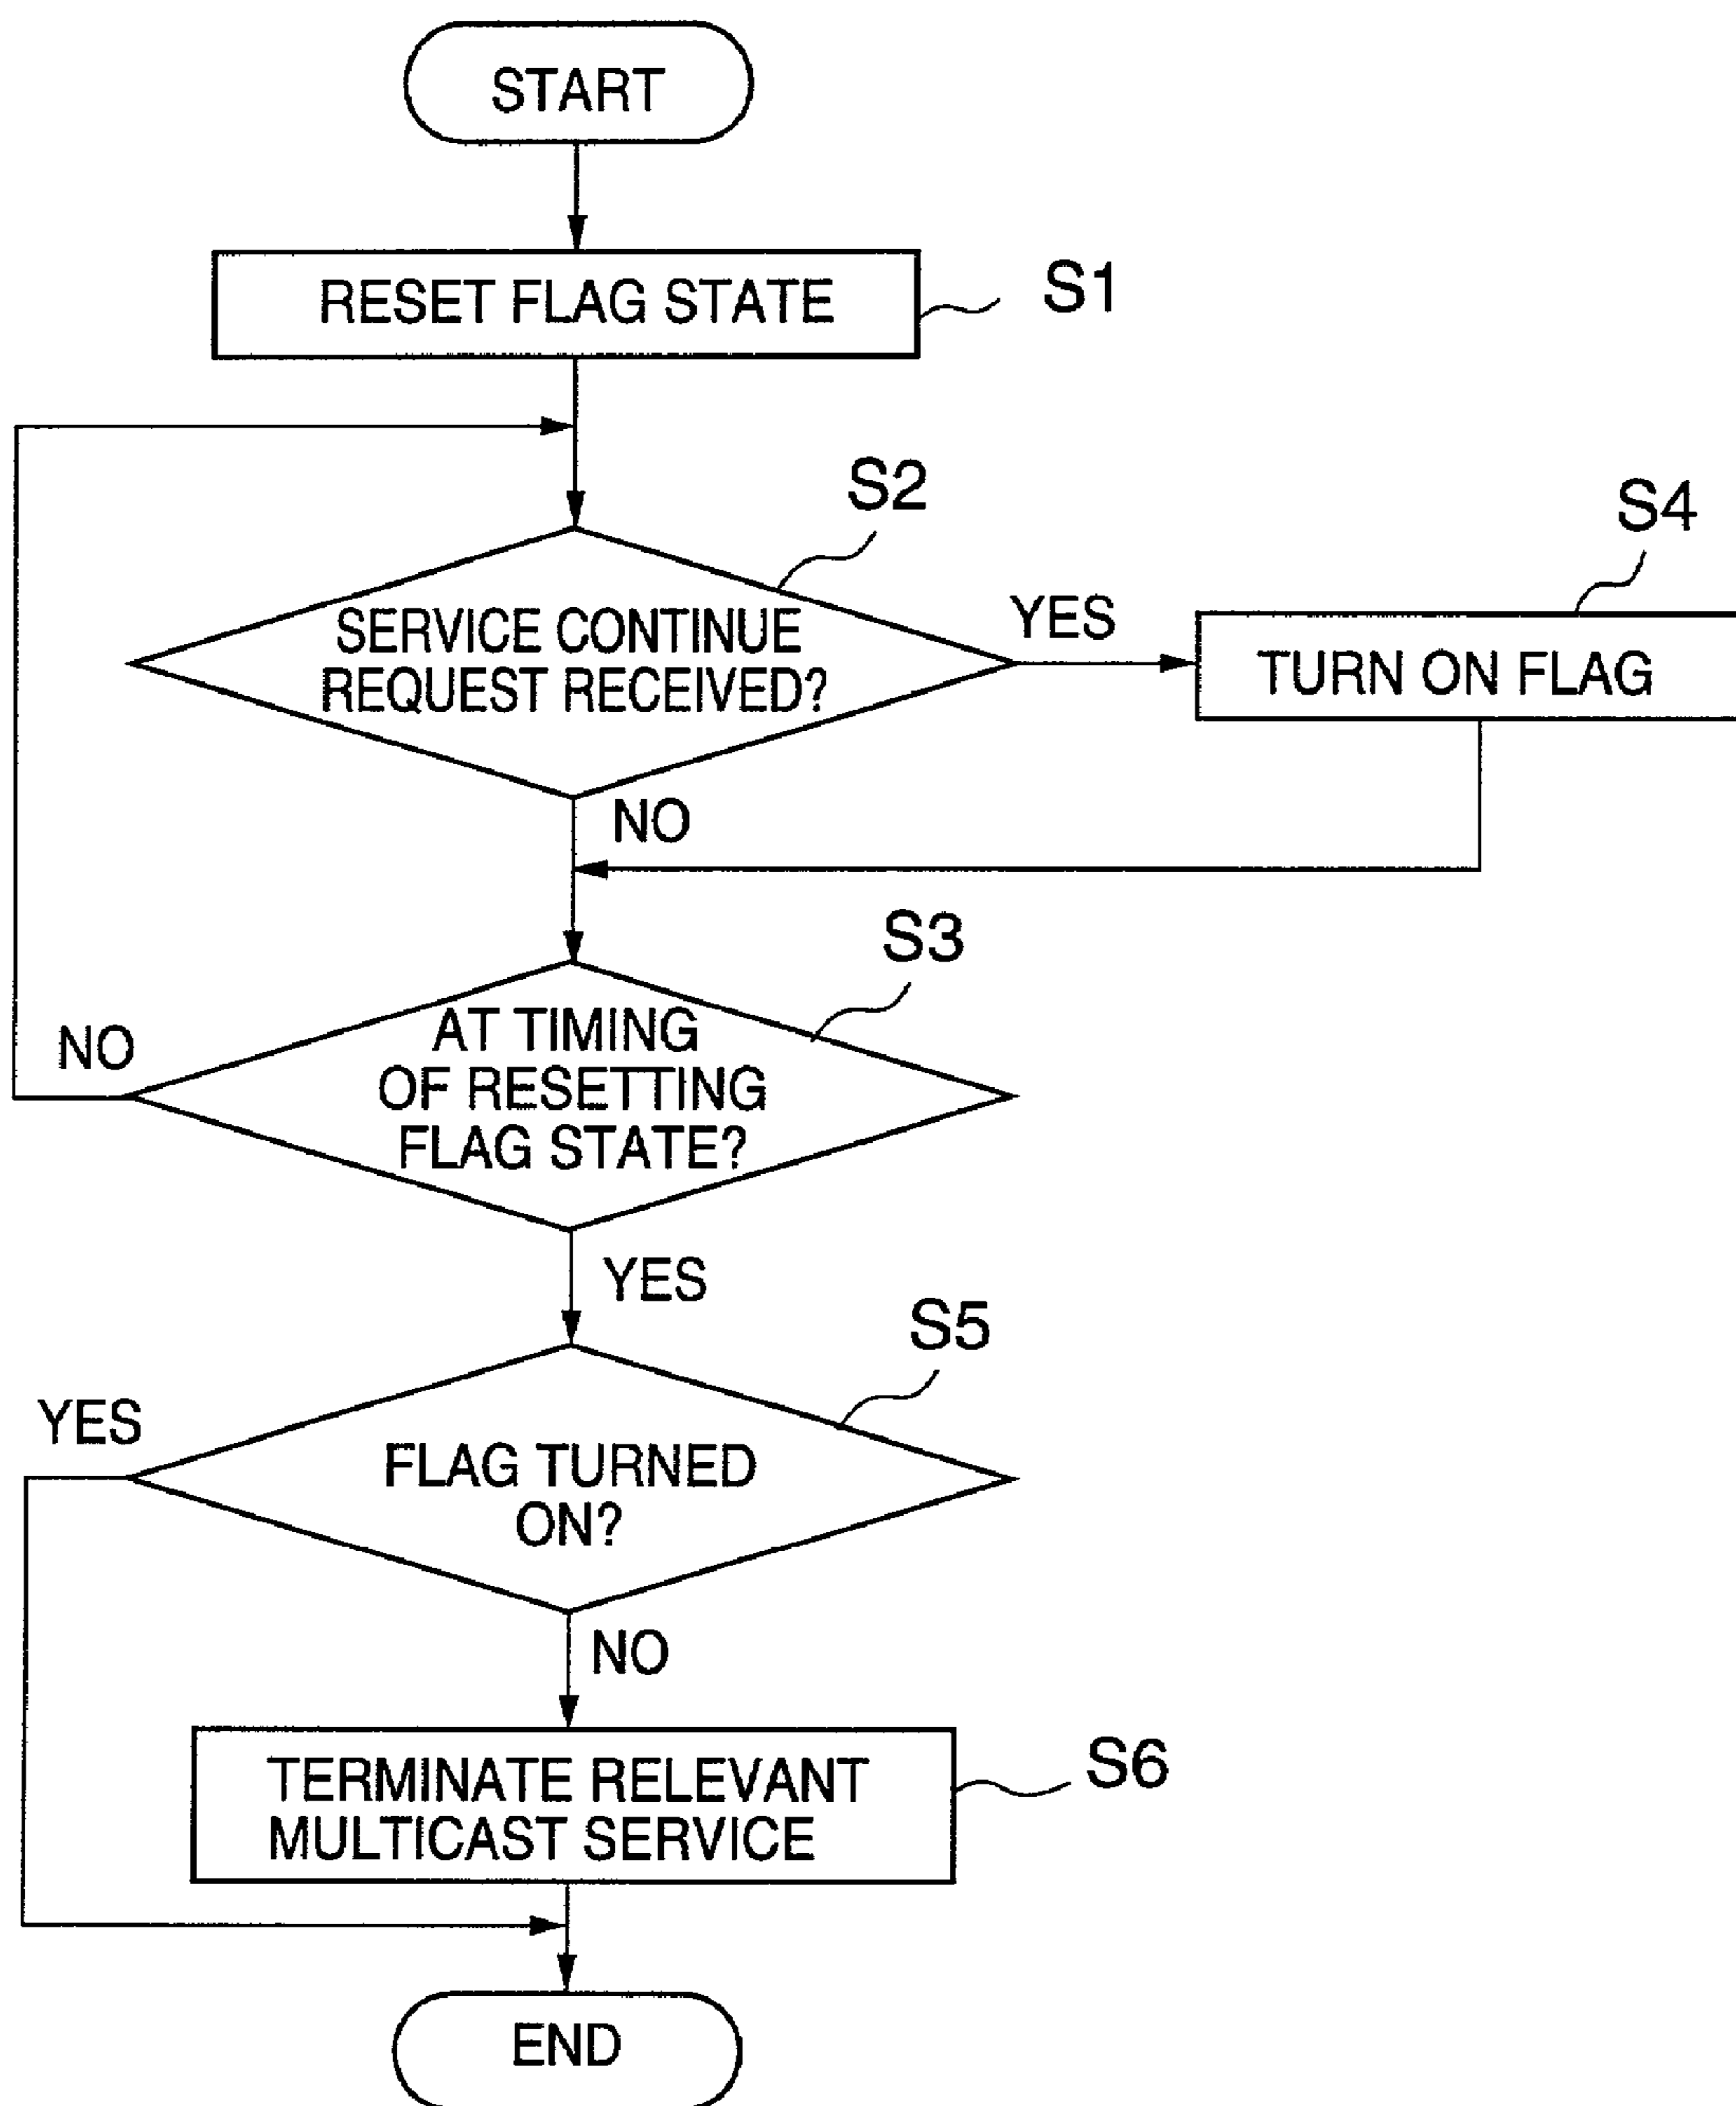 START
RESET FLAG STATE
S1
S2
S4
SERVICE CONTINUE
REQUEST RECEIVED?
YES
TURN ON FLAG
NO
S3
AT TIMING
OF RESETTING
FLAG STATE?
NO
YES
S5
YES
FLAG TURNED
ON?
NO
TERMINATE RELEVANT
MULTICAST SERVICE
S6
END